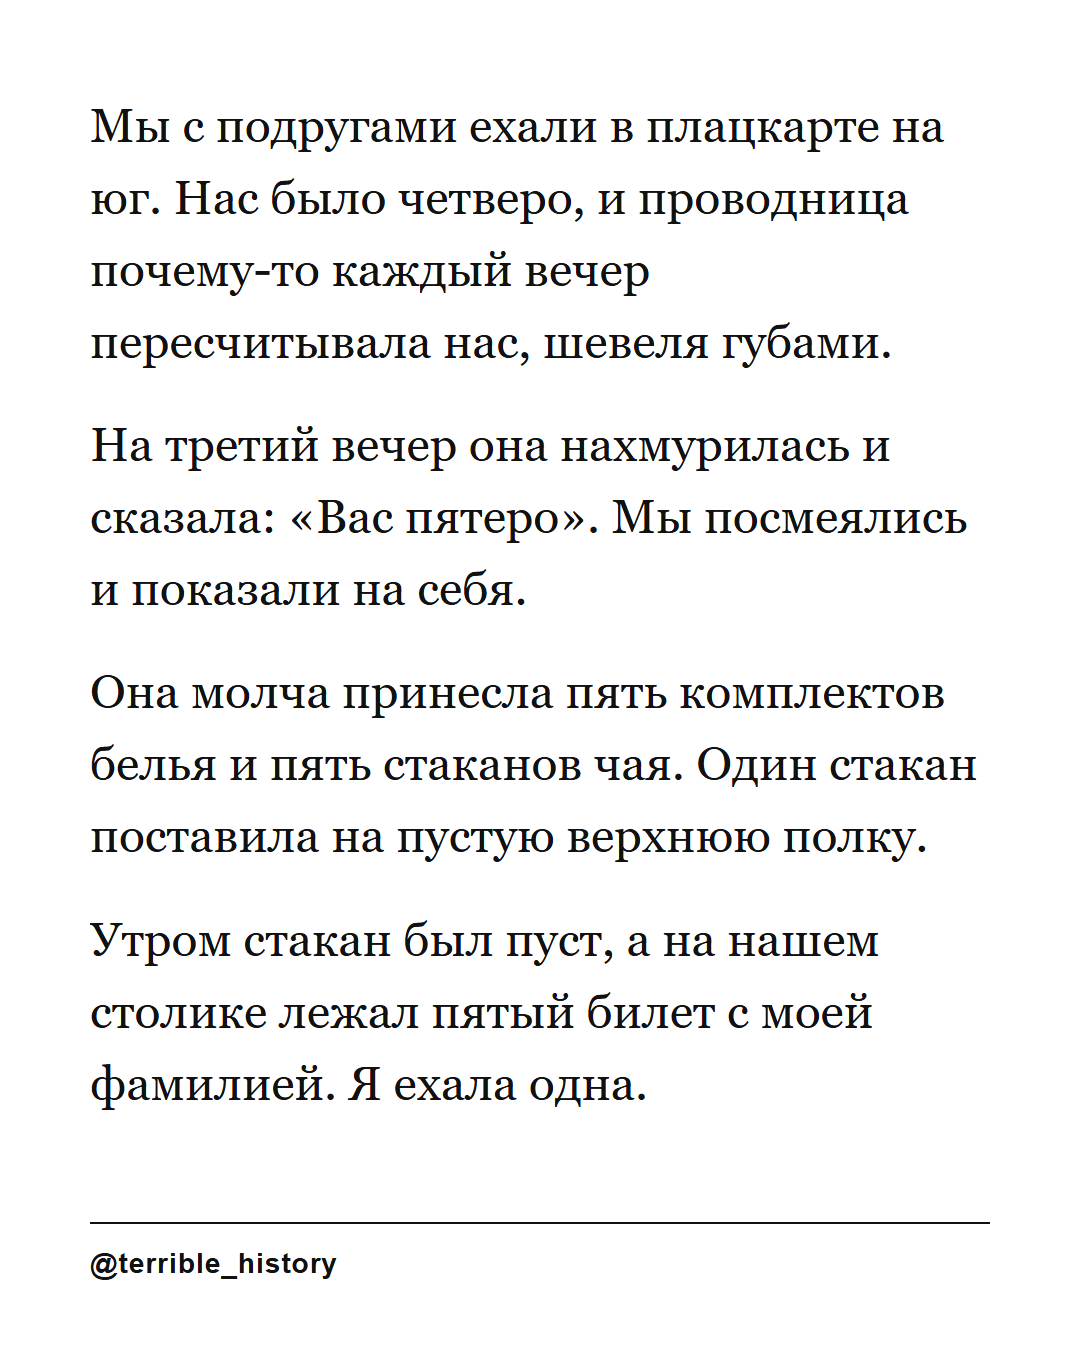 Мы с подругами ехали в плацкарте на
юг. Нас было четверо, и проводница
почему-то каждый вечер
пересчитывала нас, шевеля губами.
На третий вечер она нахмурилась и
сказала: «Вас пятеро». Мы посмеялись
и показали на себя.
Она молча принесла пять комплектов
белья и пять стаканов чая. Один стакан
поставила на пустую верхнюю полку.
Утром стакан был пуст, а на нашем
столике лежал пятый билет с моей
фамилией. Я ехала одна.
@terrible_history